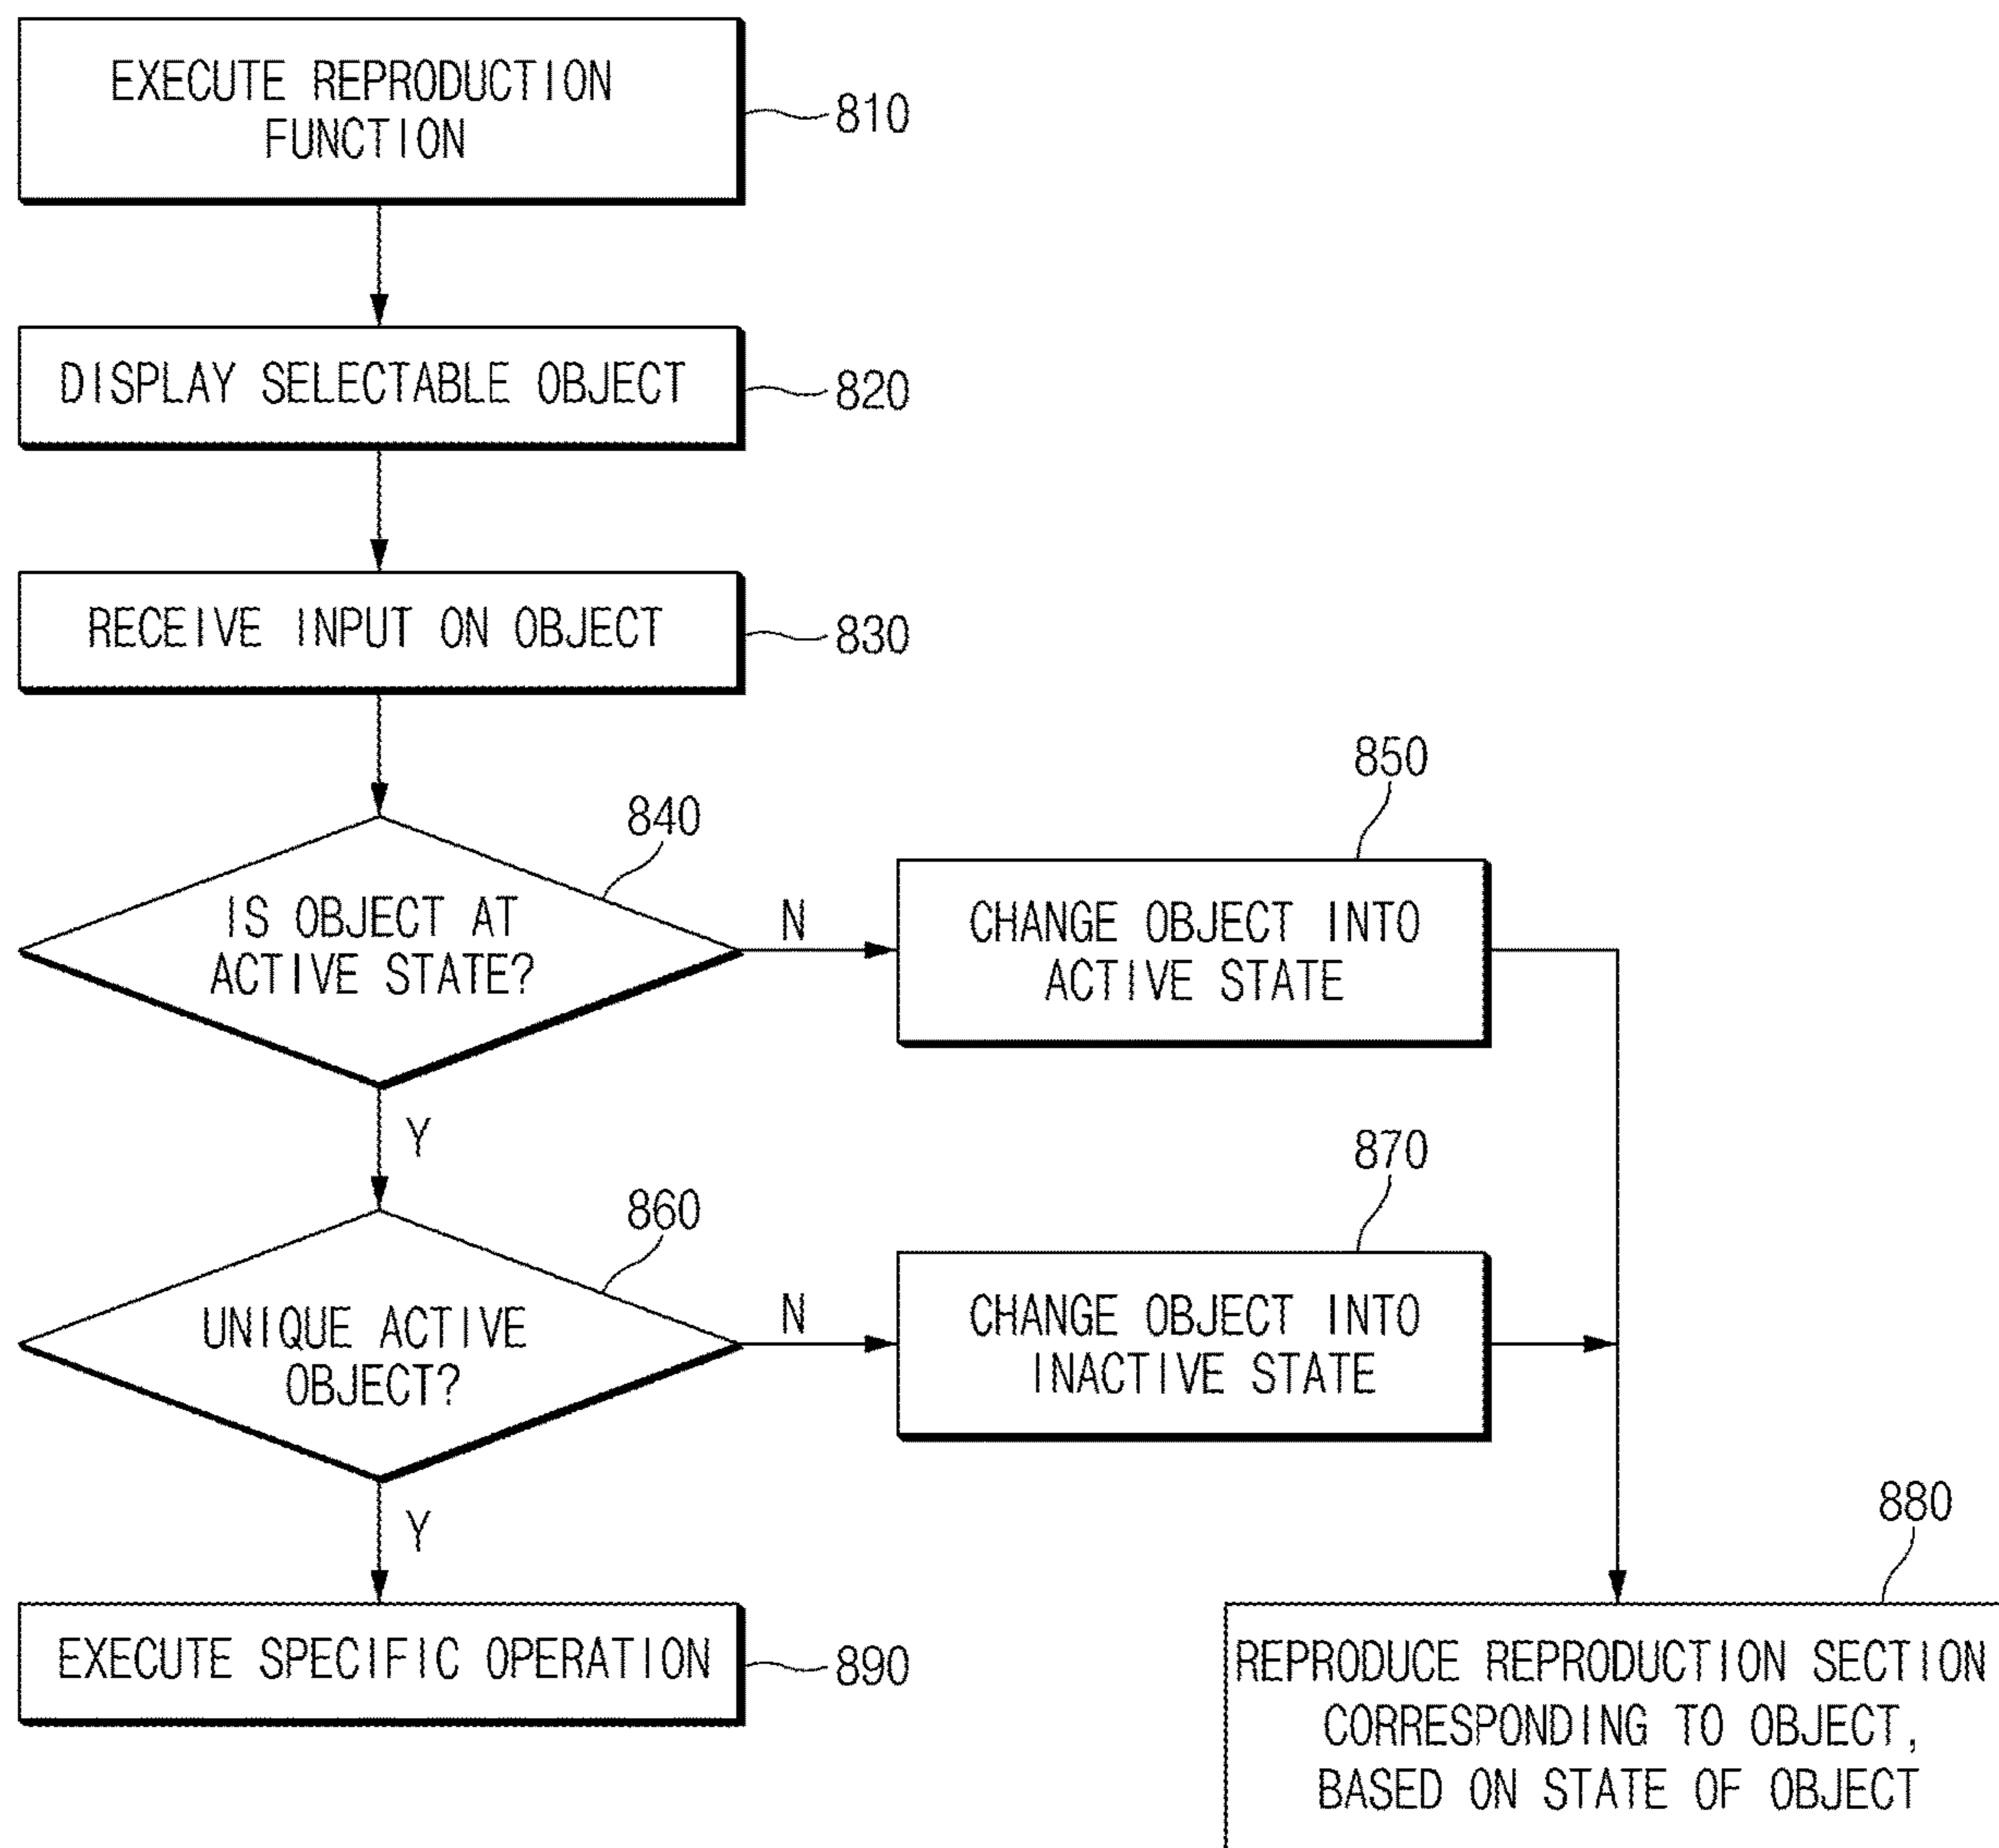 EXECUTE REPRODUCTION
FUNCTION
810
DISPLAY SELECTABLE OBJECT
820
RECEIVE INPUT ON OBJECT
830
840
IS OBJECT AT
ACTIVE STATE?
N
Y
850
CHANGE OBJECT INTO
ACTIVE STATE
860
UNIQUE ACTIVE
OBJECT?
N
Y
870
CHANGE OBJECT INTO
INACTIVE STATE
EXECUTE SPECIFIC OPERATION
890
880
REPRODUCE REPRODUCTION SECTION
CORRESPONDING TO OBJECT,
BASED ON STATE OF OBJECT